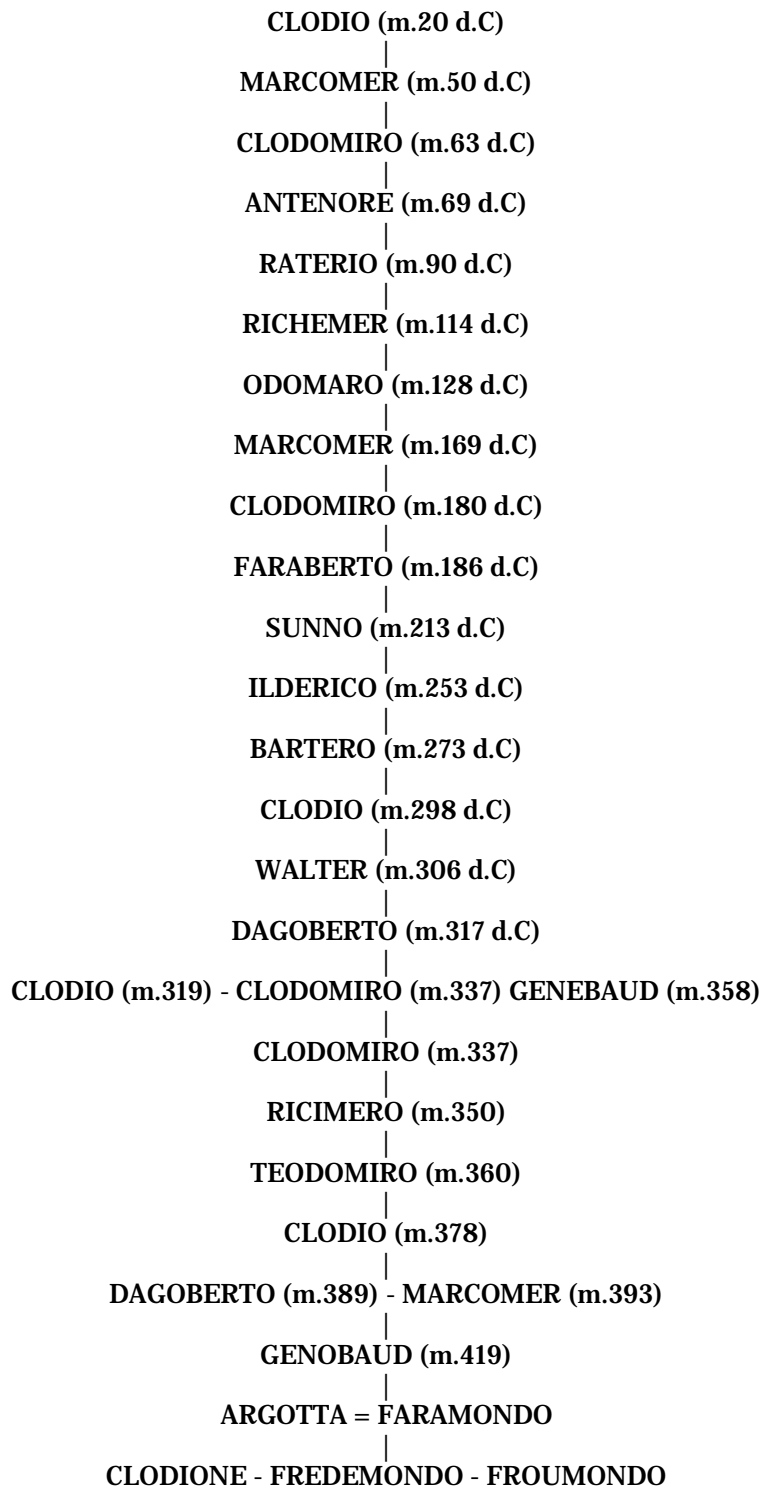 CLODIO (m.20 d.C)
MARCOMER (m.50 d.C)
CLODOMIRO (m.63 d.C)
ANTENORE (m.69 d.C)
RATERIO (m.90 d.C)
RICHEMER (m.114 d.C)
ODOMARO (m.128 d.C)
MARCOMER (m.169 d.C)
CLODOMIRO (m.180 d.C)
FARABERTO (m.186 d.C)
SUNNO (m.213 d.C)
ILDERICO (m.253 d.C)
BARTERO (m.273 d.C)
CLODIO (m.298 d.C)
WALTER (m.306 d.C)
DAGOBERTO (m.317 d.C)
CLODIO (m.319) - CLODOMIRO (m.337) GENEBAUD (m.358)
CLODOMIRO (m.337)
RICIMERO (m.350)
TEODOMIRO (m.360)
CLODIO (m.378)
DAGOBERTO (m.389) - MARCOMER (m.393)
GENOBAUD (m.419)
ARGOTTA = FARAMONDO
CLODIONE - FREDEMONDO - FROUMONDO